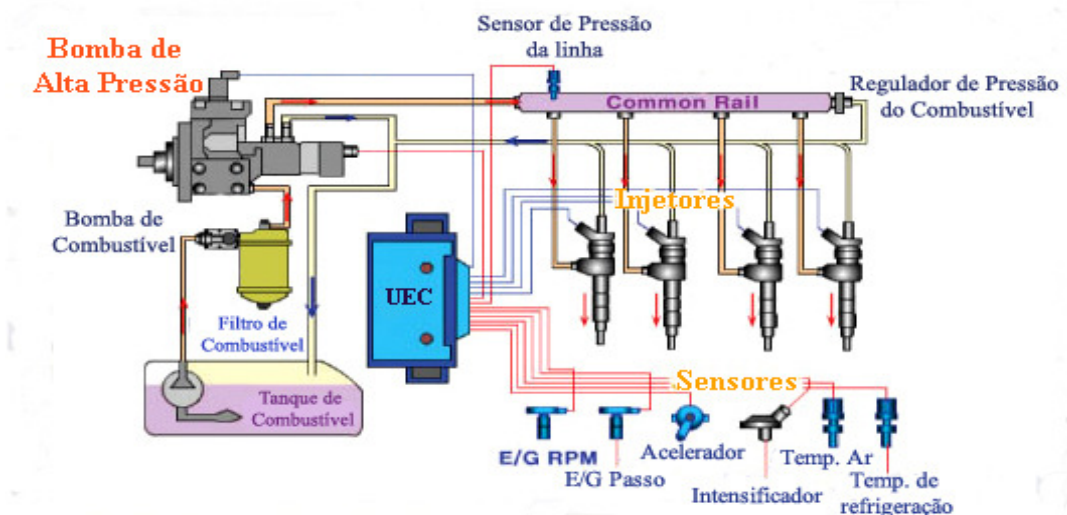 Sensor de Pressão
da linha
Bomba de
Alta Pressão
Common Rail
Regulador de Pressão
do Combustível
Bomba de
Combustível
Injetores
UEC
Filtro de
Combustível
Tanque de
Combustível
Sensores
E/G RPM
E/G Passo
Acelerador
Intensificador
Temp. Ar
Temp. de
refrigeração